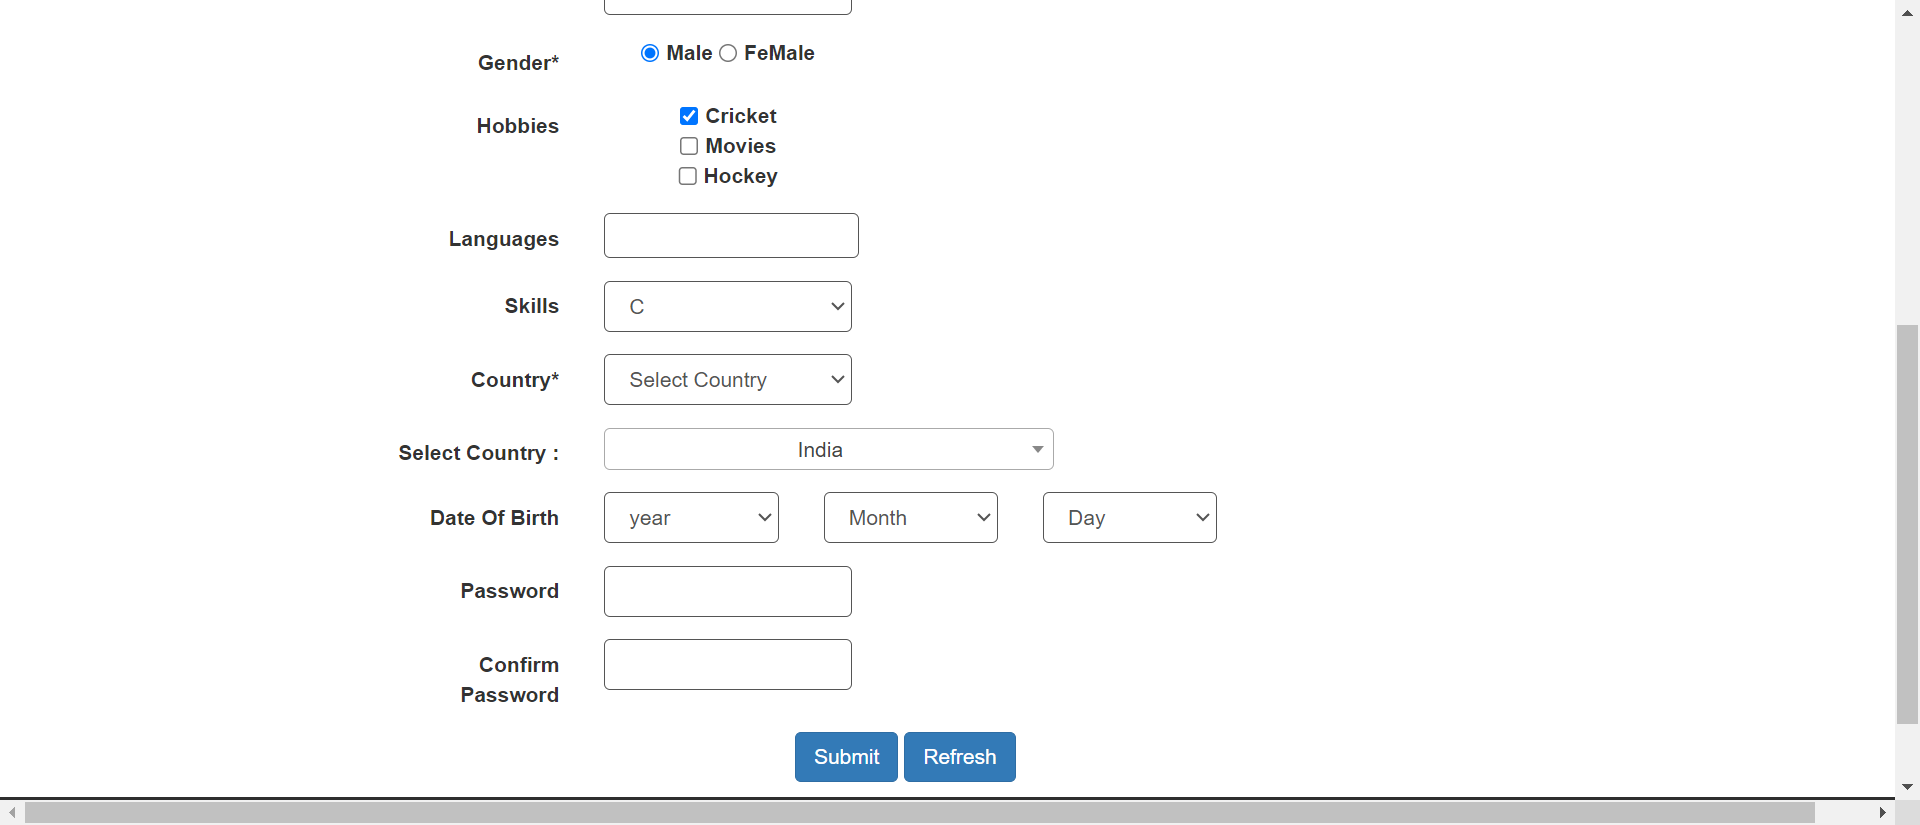 Gender* Male FeMale
Hobbies Cricket
Movies
Hockey
Languages
Skills C
Country* Select Country
Select Country : India
Date Of Birth year Month Day
Password
Confirm
Password
Submit Refresh